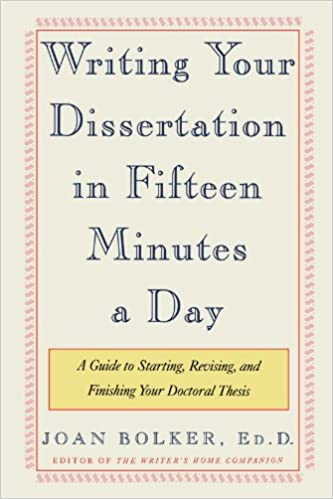 Writing Your
Dissertation
in Fifteen
Minutes
a Day
A Guide to Starting, Revising, and
Finishing Your Doctoral Thesis
JOAN BOLKER, ED.D.
EDITOR OF THE WRITER'S HOME COMPANION